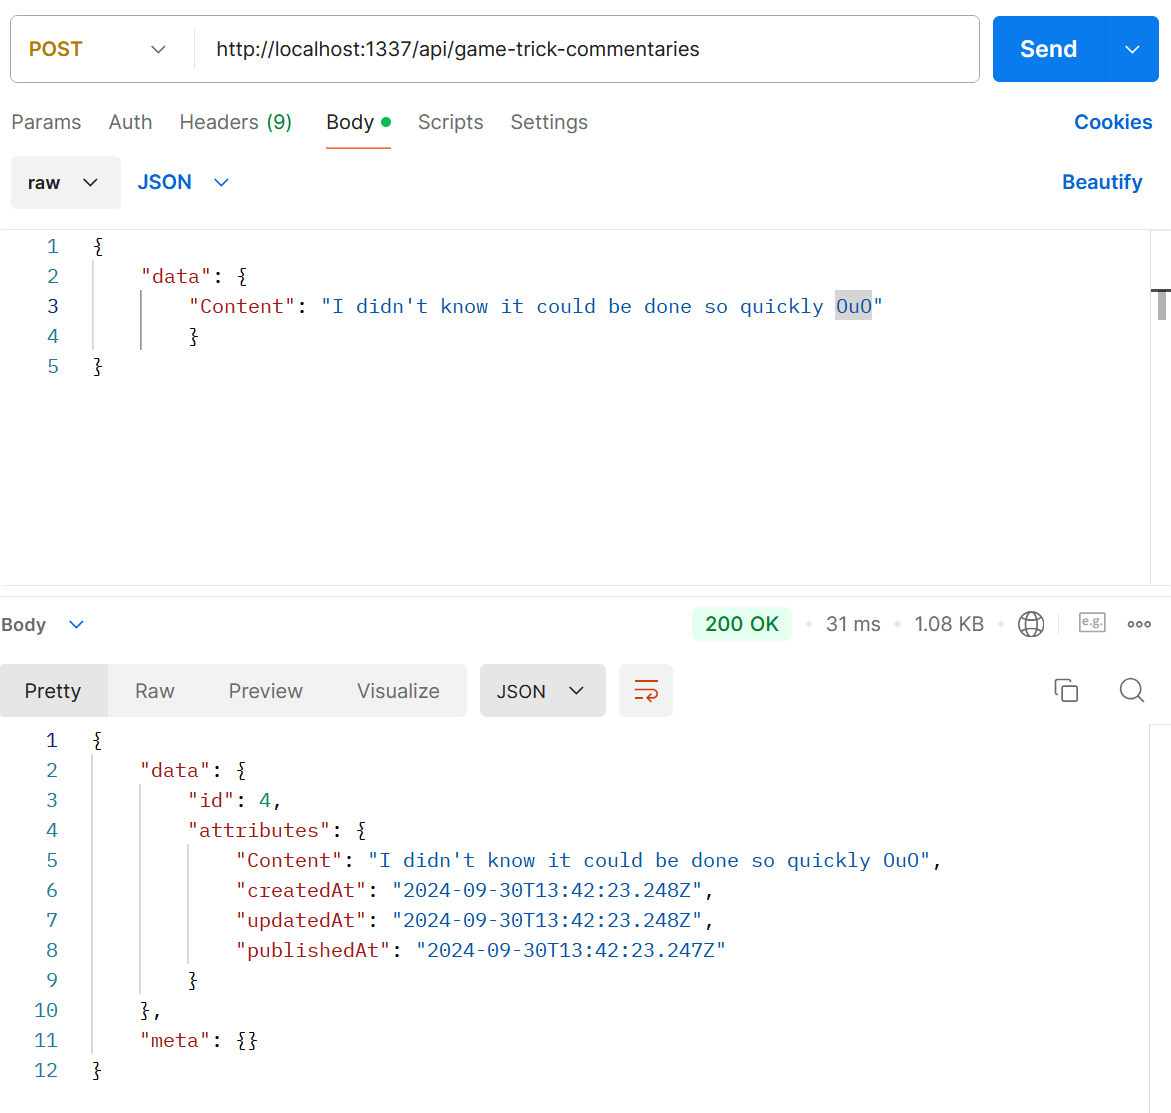 POST http://localhost:1337/api/game-trick-commentaries Send
Params Auth Headers (9) Body Scripts Settings Cookies
raw JSON Beautify
1 {
2 "data": {
3 "Content": "I didn't know it could be done so quickly OuO"
4 }
5 }
Body 200 OK 31 ms 1.08 KB e.g.
Pretty Raw Preview Visualize JSON
1 {
2 "data": {
3 "id": 4,
4 "attributes": {
5 "Content": "I didn't know it could be done so quickly OuO",
6 "createdAt": "2024-09-30T13:42:23.248Z",
7 "updatedAt": "2024-09-30T13:42:23.248Z",
8 "publishedAt": "2024-09-30T13:42:23.247Z"
9 }
10 },
11 "meta": {}
12 }